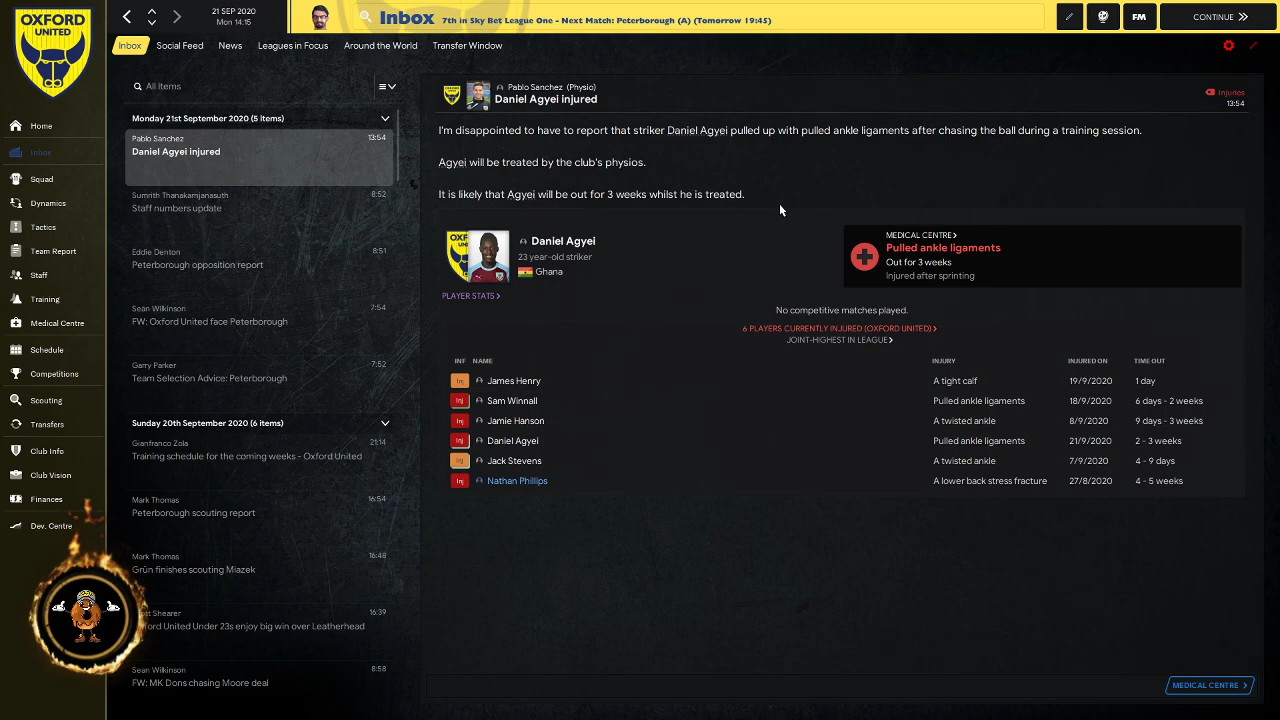 OXFORD
UNITED
21 SEP 2020
Mon 14:15
Inbox
7th in Sky Bet League One - Next Match: Peterborough (A) (Tomorrow 19:45)
FM
CONTINUE
Inbox Social Feed News Leagues in Focus Around the World Transfer Window
Home
Inbox
Squad
Dynamics
Tactics
Team Report
Staff
Training
Medical Centre
Schedule
Competitions
Scouting
Transfers
Club Info
Club Vision
Finances
Dev. Centre
All Items
Monday 21st September 2020 (5 items)
Pablo Sanchez 13:54
Daniel Agyei injured
Sumrith Thanakarnjanasuth 8:52
Staff numbers update
Eddie Denton 8:51
Peterborough opposition report
Sean Wilkinson 7:54
FW: Oxford United face Peterborough
Garry Parker 7:52
Team Selection Advice: Peterborough
Sunday 20th September 2020 (6 items)
Gianfranco Zola 21:14
Training schedule for the coming weeks - Oxford United
Mark Thomas 16:54
Peterborough scouting report
Mark Thomas 16:48
Grün finishes scouting Miazek
Shearer 16:39
United Under 23s enjoy big win over Leatherhead
Sean Wilkinson 8:58
FW: MK Dons chasing Moore deal
Pablo Sanchez (Physio)
Daniel Agyei injured
Injuries
13:54
I'm disappointed to have to report that striker Daniel Agyei pulled up with pulled ankle ligaments after chasing the ball during a training session.
Agyei will be treated by the club's physios.
It is likely that Agyei will be out for 3 weeks whilst he is treated.
Daniel Agyei
23 year-old striker
Ghana
PLAYER STATS
MEDICAL CENTRE
Pulled ankle ligaments
Out for 3 weeks
Injured after sprinting
No competitive matches played.
6 PLAYERS CURRENTLY INJURED (OXFORD UNITED)
JOINT-HIGHEST IN LEAGUE
INF NAME INJURY INJURED ON TIME OUT
Inj James Henry A tight calf 19/9/2020 1 day
Inj Sam Winnall Pulled ankle ligaments 18/9/2020 6 days - 2 weeks
Inj Jamie Hanson A twisted ankle 8/9/2020 9 days - 3 weeks
Inj Daniel Agyei Pulled ankle ligaments 21/9/2020 2 - 3 weeks
Inj Jack Stevens A twisted ankle 7/9/2020 4 - 9 days
Inj Nathan Phillips A lower back stress fracture 27/8/2020 4 - 5 weeks
MEDICAL CENTRE